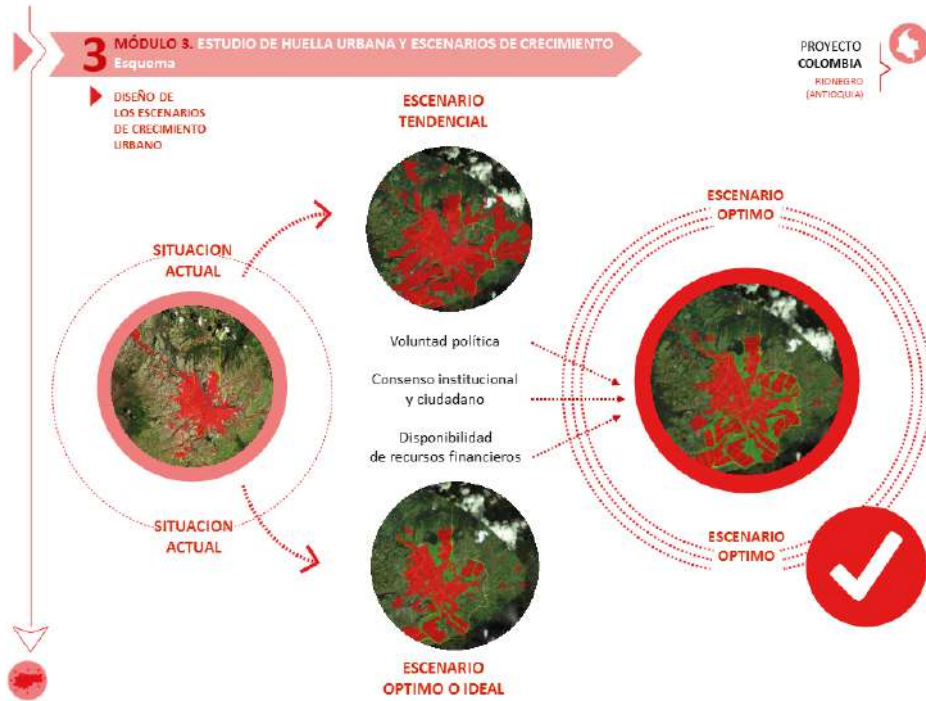 3 MÓDULO 3. ESTUDIO DE HUELLA URBANA Y ESCENARIOS DE CRECIMIENTO
Esquema
PROYECTO
COLOMBIA
RIONEGRO
(ANTIOQUIA)
DISEÑO DE
LOS ESCENARIOS
DE CRECIMIENTO
URBANO
ESCENARIO
TENDENCIAL
SITUACION
ACTUAL
ESCENARIO
OPTIMO
Voluntad política
Consenso institucional
y ciudadano
Disponibilidad
de recursos financieros
SITUACION
ACTUAL
ESCENARIO
OPTIMO
ESCENARIO
OPTIMO O IDEAL